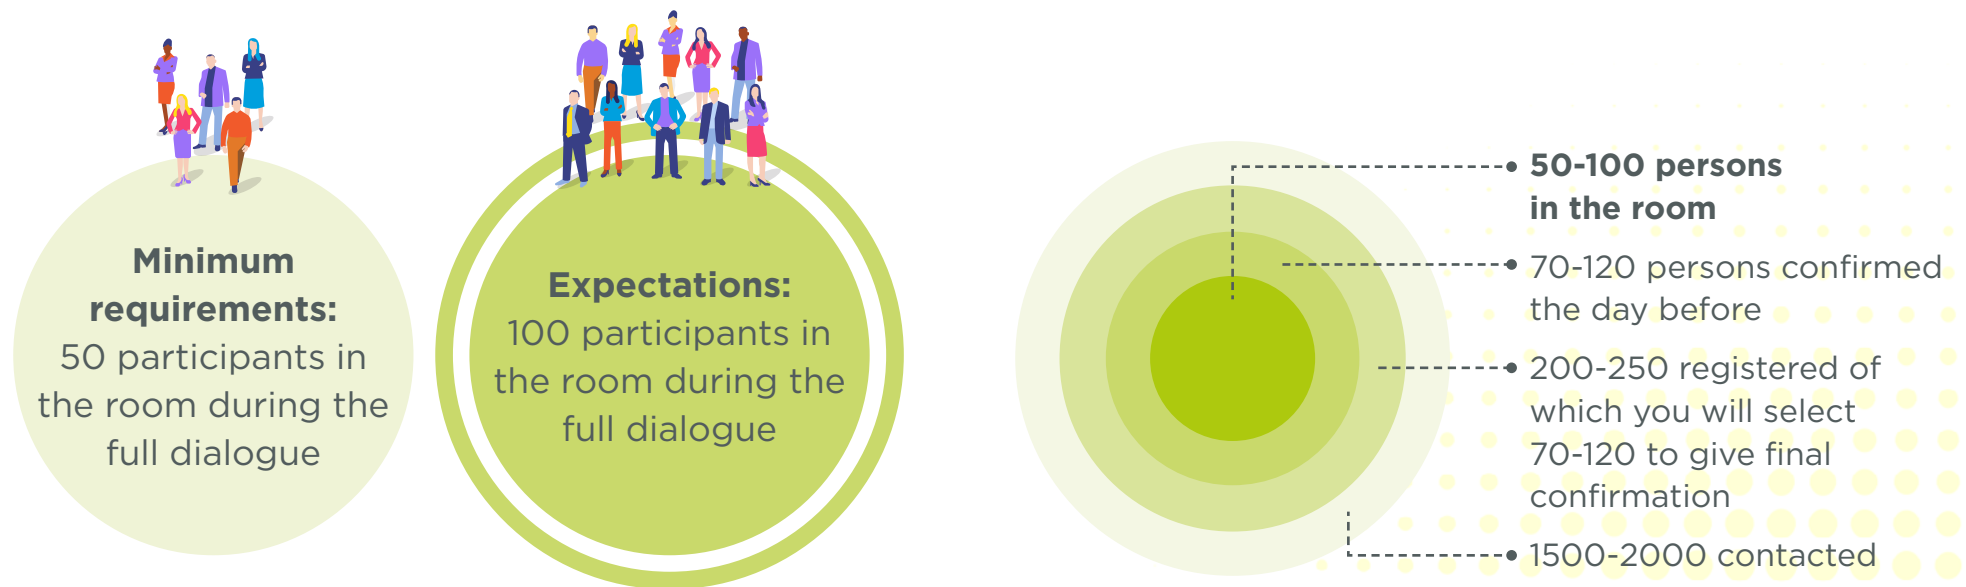 Minimum
requirements:
50 participants in
the room during the
full dialogue
Expectations:
100 participants in
the room during the
full dialogue
50-100 persons
in the room
70-120 persons confirmed
the day before
200-250 registered of
which you will select
70-120 to give final
confirmation
1500-2000 contacted